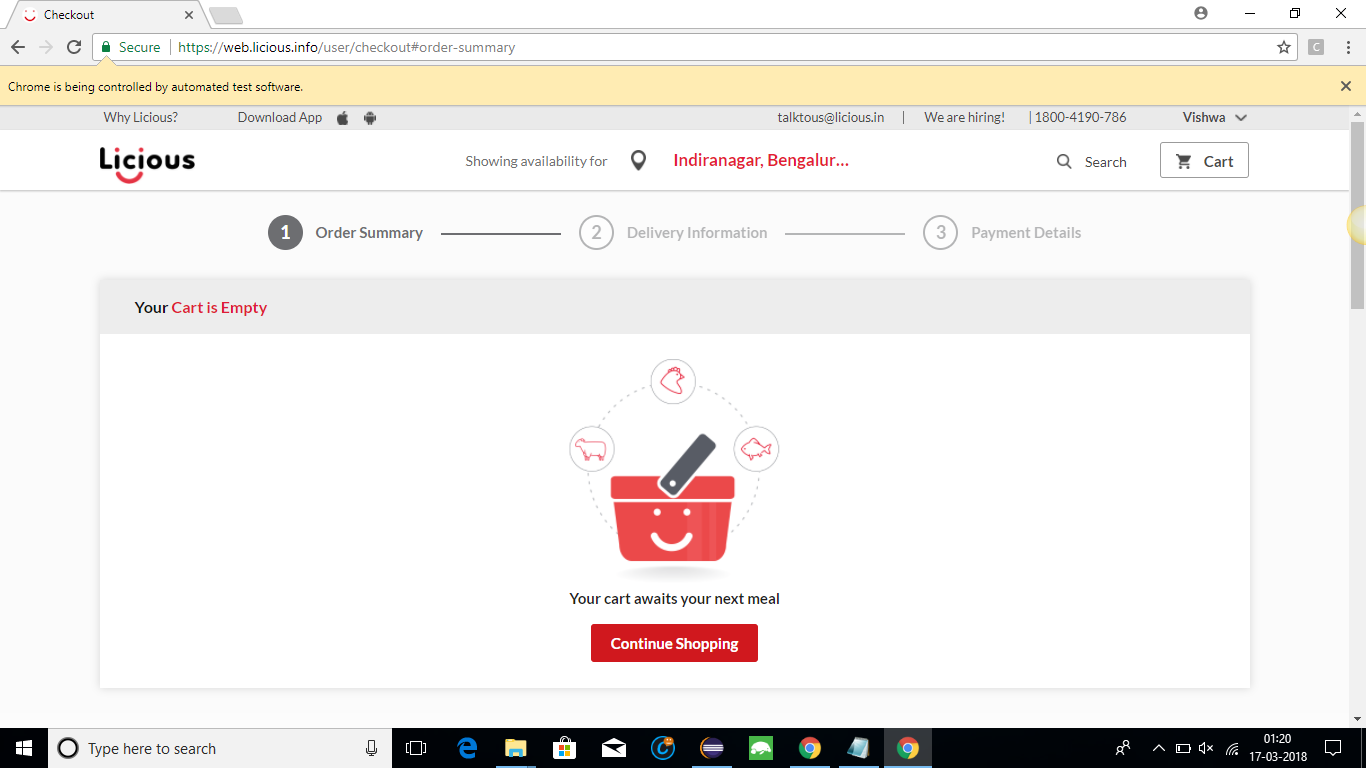 Checkout
Secure https://web.licious.info/user/checkout#order-summary
C
Chrome is being controlled by automated test software.
Why Licious? Download App talktous@licious.in | We are hiring! | 1800-4190-786 Vishwa
Licious Showing availability for Indiranagar, Bengalur... Search Cart
1 Order Summary 2 Delivery Information 3 Payment Details
Your Cart is Empty
Your cart awaits your next meal
Continue Shopping
Type here to search
01:20
17-03-2018